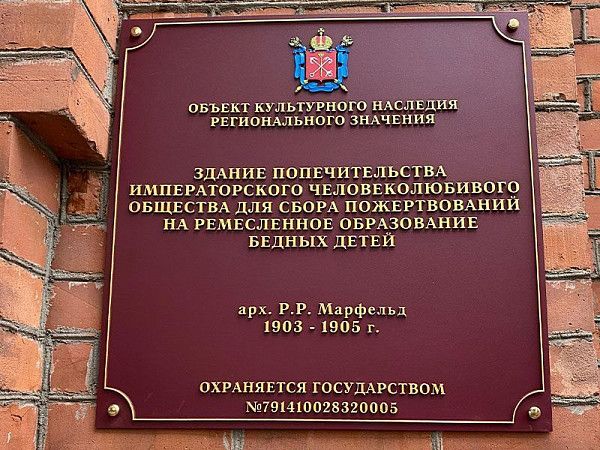 ОБЪЕКТ КУЛЬТУРНОГО НАСЛЕДИЯ
РЕГИОНАЛЬНОГО ЗНАЧЕНИЯ
ЗДАНИЕ ПОПЕЧИТЕЛЬСТВА
ИМПЕРАТОРСКОГО ЧЕЛОВЕКОЛЮБИВОГО
ОБЩЕСТВА ДЛЯ СБОРА ПОЖЕРТВОВАНИЙ
НА РЕМЕСЛЕННОЕ ОБРАЗОВАНИЕ
БЕДНЫХ ДЕТЕЙ
арх. Р.Р. Марфельд
1903 - 1905 г.
ОХРАНЯЕТСЯ ГОСУДАРСТВОМ
№791410028320005